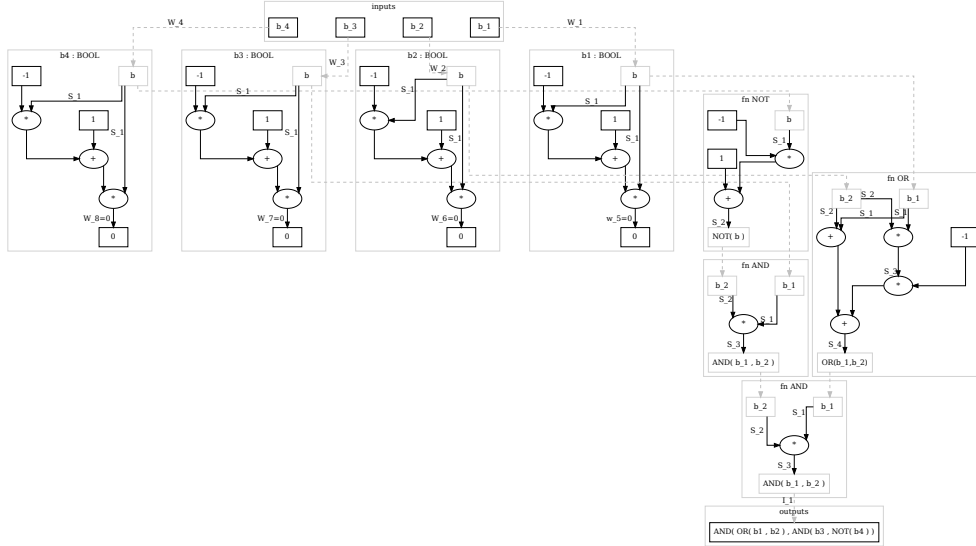 inputs
b_4 b_3 b_2 b_1
W_4 W_1
b4 : BOOL b3 : BOOL b2 : BOOL b1 : BOOL
W_3 W_2
-1 b -1 b -1 b -1 b
S_1 S_1 S_1 S_1
* 1 * 1 * 1 * 1
S_1 S_1 S_1 S_1
+ + + +
* * * *
W_8=0 W_7=0 W_6=0 w_5=0
0 0 0 0
fn NOT
-1 b
S_1
1 *
+
S_2
NOT( b )
fn OR
b_2 S_2 b_1
S_2 S_1 S_1
+ * -1
S_3
*
+
S_4
OR(b_1,b_2)
fn AND
b_2 b_1
S_2
* S_1
S_3
AND( b_1 , b_2 )
fn AND
b_2 b_1
S_1
S_2
*
S_3
AND( b_1 , b_2 )
I_1
outputs
AND( OR( b1 , b2 ) , AND( b3 , NOT( b4 ) ) )